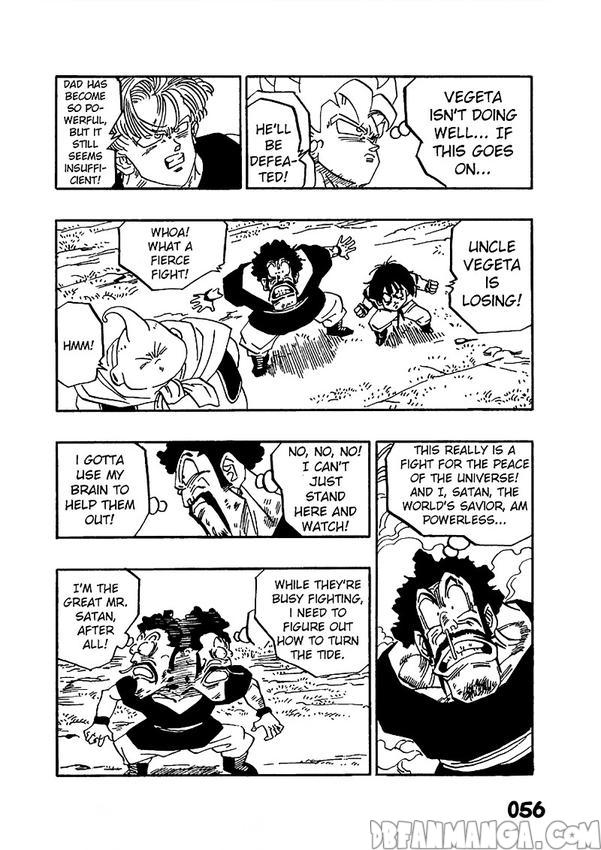 VEGETA
ISN'T DOING
WELL... IF
THIS GOES
ON...
HE'LL
BE
DEFEA-
TED!
DAD HAS
BECOME
SO PO-
WERFUL,
BUT IT
STILL
SEEMS
INSUFFI-
CIENT!
UNCLE
VEGETA
IS
LOSING!
WHOA!
WHAT A
FIERCE
FIGHT!
HMM!
THIS REALLY IS A
FIGHT FOR THE PEACE
OF THE UNIVERSE!
AND I, SATAN, THE
WORLD'S SAVIOR, AM
POWERLESS...
NO, NO, NO!
I CAN'T
JUST
STAND
HERE AND
WATCH!
I GOTTA
USE MY
BRAIN TO
HELP THEM
OUT!
WHILE THEY'RE
BUSY FIGHTING,
I NEED TO
FIGURE OUT
HOW TO TURN
THE TIDE.
I'M THE
GREAT MR.
SATAN,
AFTER
ALL!
056
DBFANMANGA.COM